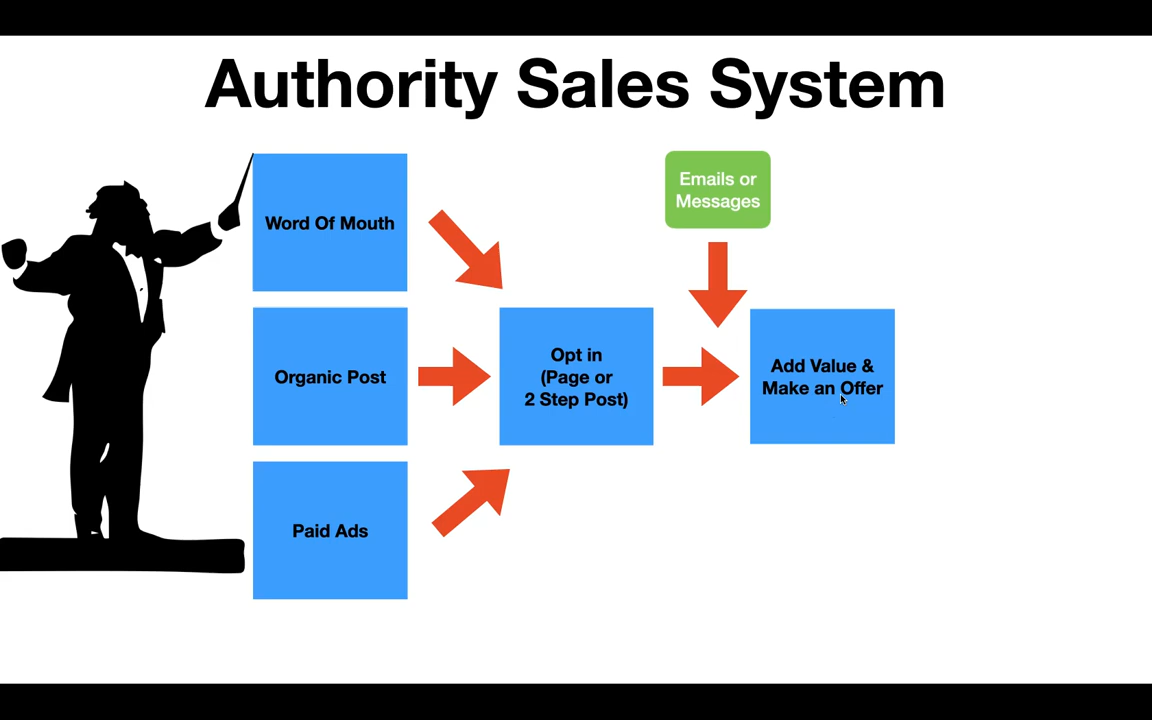 Authority Sales System
Word Of Mouth
Organic Post
Paid Ads
Opt in
(Page or
2 Step Post)
Emails or
Messages
Add Value &
Make an Offer